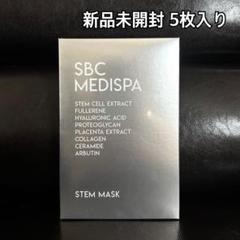 新品未開封 5枚入り
SBC
MEDISPA
STEM CELL EXTRACT
FULLERENE
HYALURONIC ACID
PROTEOGLYCAN
PLACENTA EXTRACT
COLLAGEN
CERAMIDE
ARBUTIN
STEM MASK